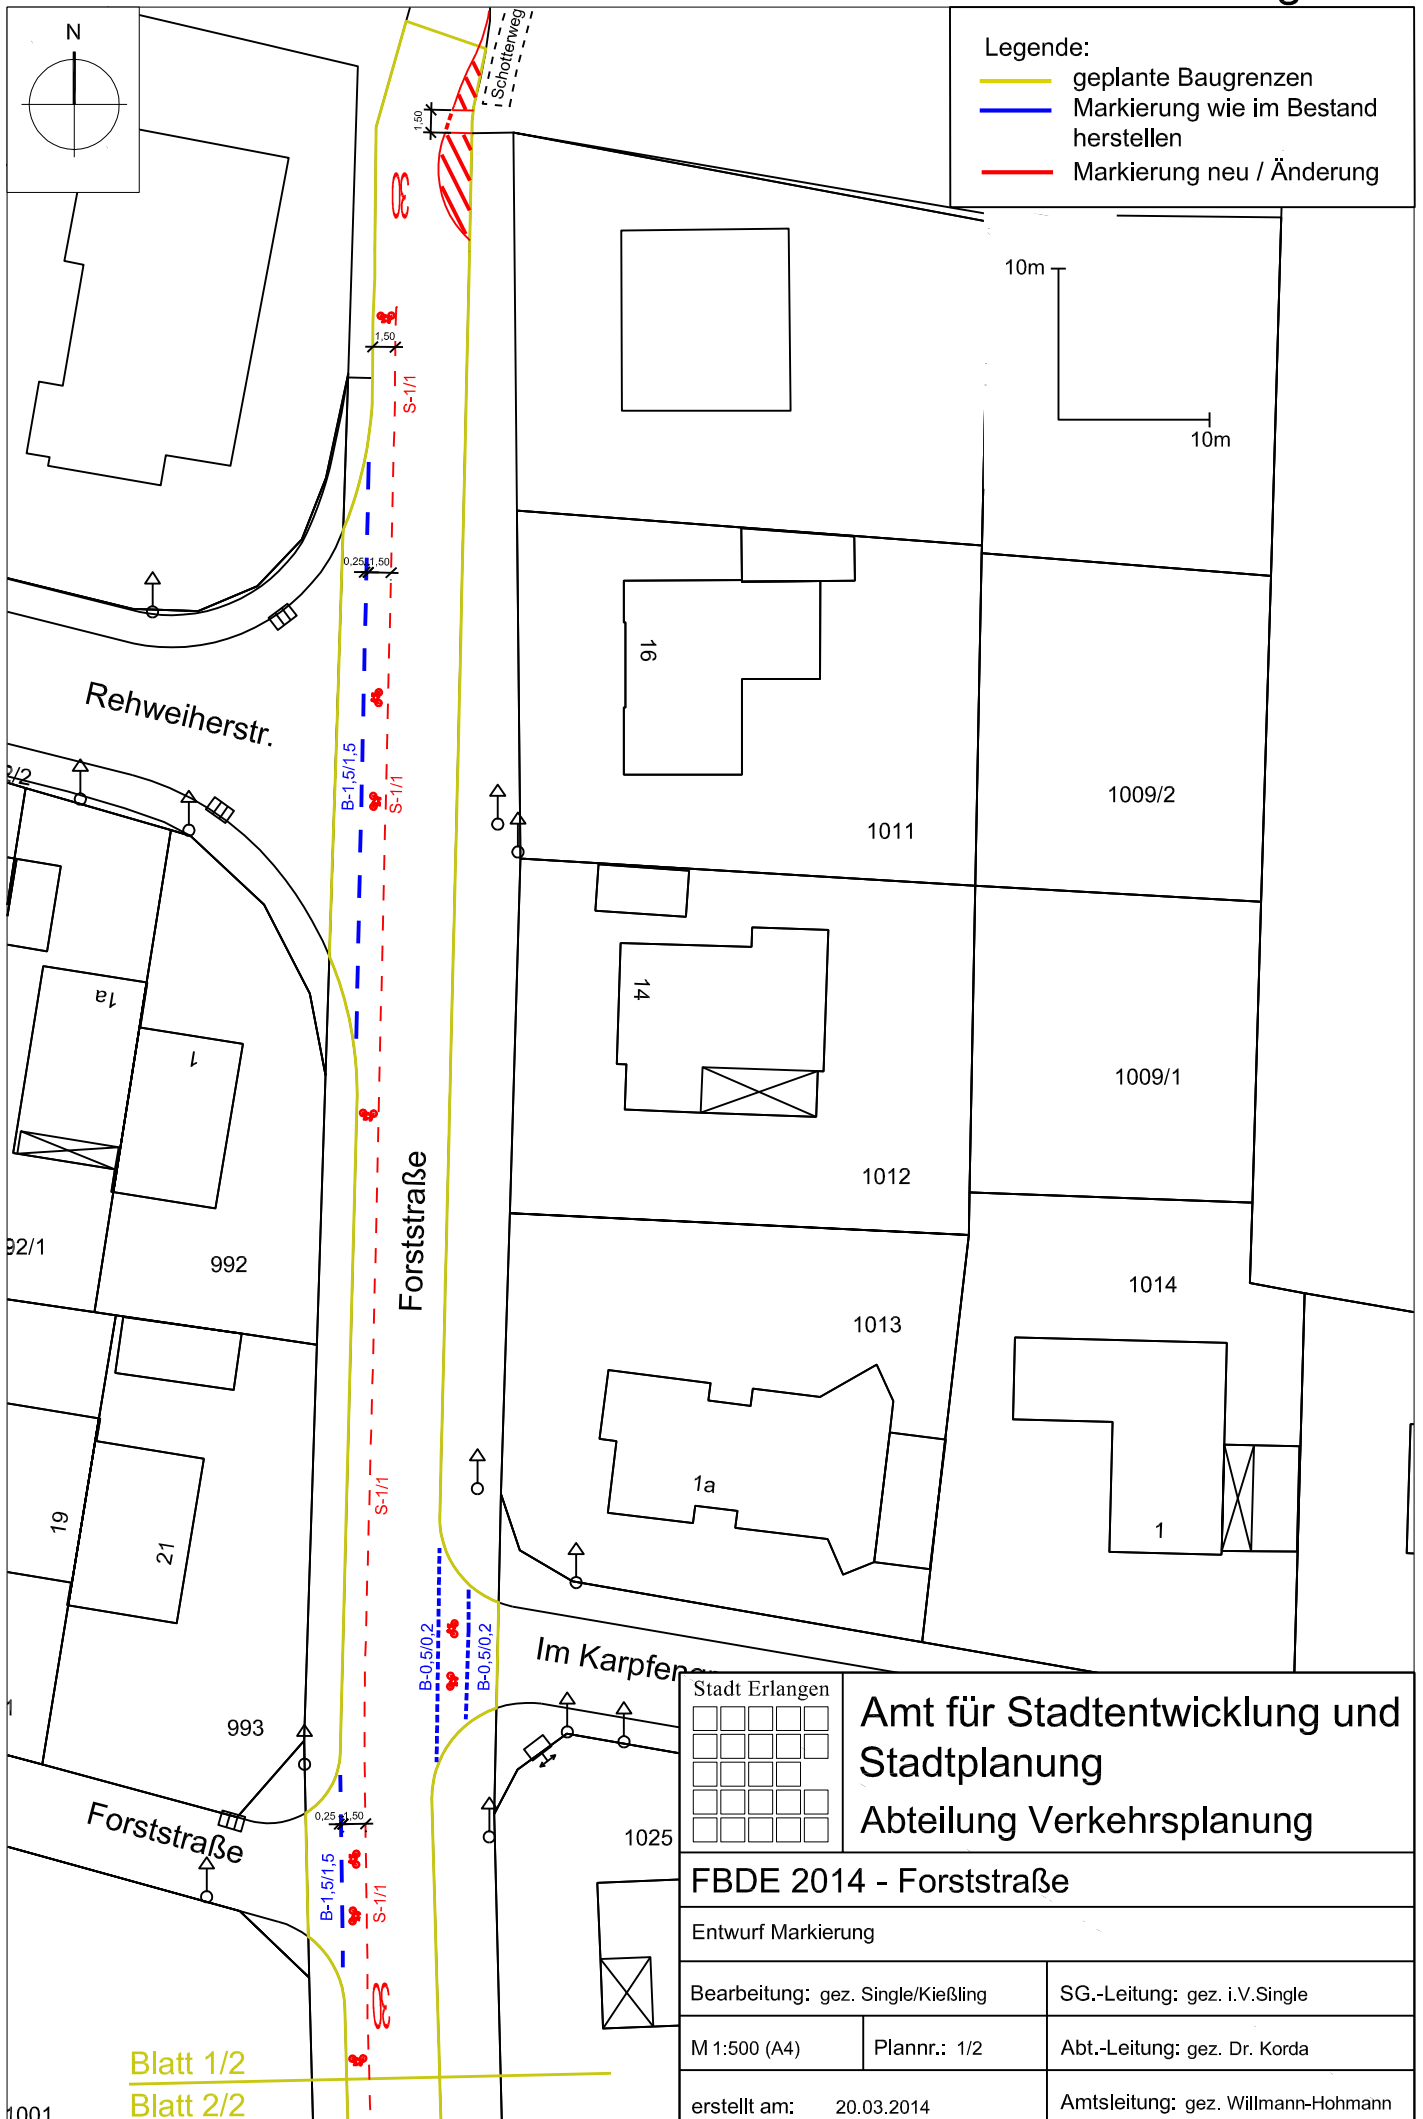 N
Schotterweg
Legende:
geplante Baugrenzen
Markierung wie im Bestand
herstellen
Markierung neu / Änderung
1,50
30
10m
10m
1,50
S-1/1
0,25
1,50
16
Rehweiherstr.
B-1,5/1,5
S-1/1
1009/2
1011
1a
14
1
1009/1
1012
Forststraße
92/1
992
1014
1013
S-1/1
1a
19
21
1
B-0,5/0,2
B-0,5/0,2
Im
993
0,25
1,50
Forststraße
1025
B-1,5/1,5
S-1/1
30
Blatt 1/2
Blatt 2/2
1001
Stadt Erlangen
Amt für Stadtentwicklung und
Stadtplanung
Abteilung Verkehrsplanung
FBDE 2014 - Forststraße
Entwurf Markierung
Bearbeitung: gez. Single/Kießling
SG.-Leitung: gez. i.V.Single
M 1:500 (A4)
Plannr.: 1/2
Abt.-Leitung: gez. Dr. Korda
erstellt am: 20.03.2014
Amtsleitung: gez. Willmann-Hohmann